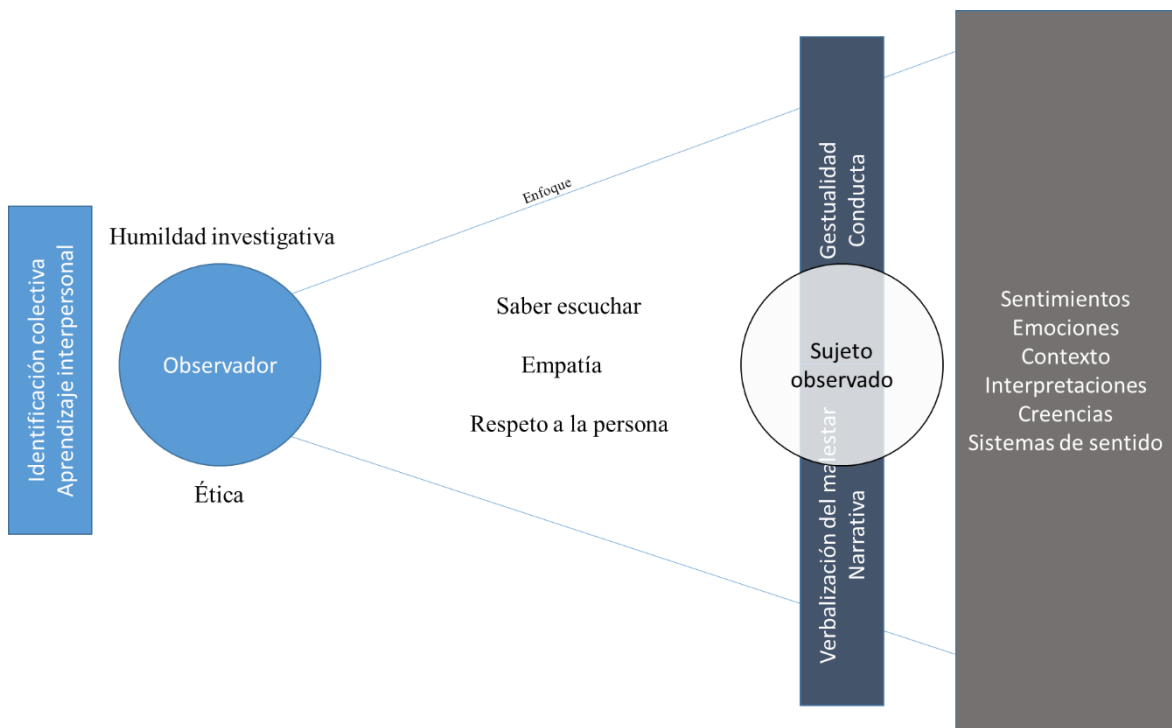 Identificación colectiva
Aprendizaje interpersonal
Humildad investigativa
Observador
Ética
Enfoque
Saber escuchar
Empatía
Respeto a la persona
Gestualidad
Conducta
Sujeto
observado
Verbalización del malestar
Narrativa
Sentimientos
Emociones
Contexto
Interpretaciones
Creencias
Sistemas de sentido